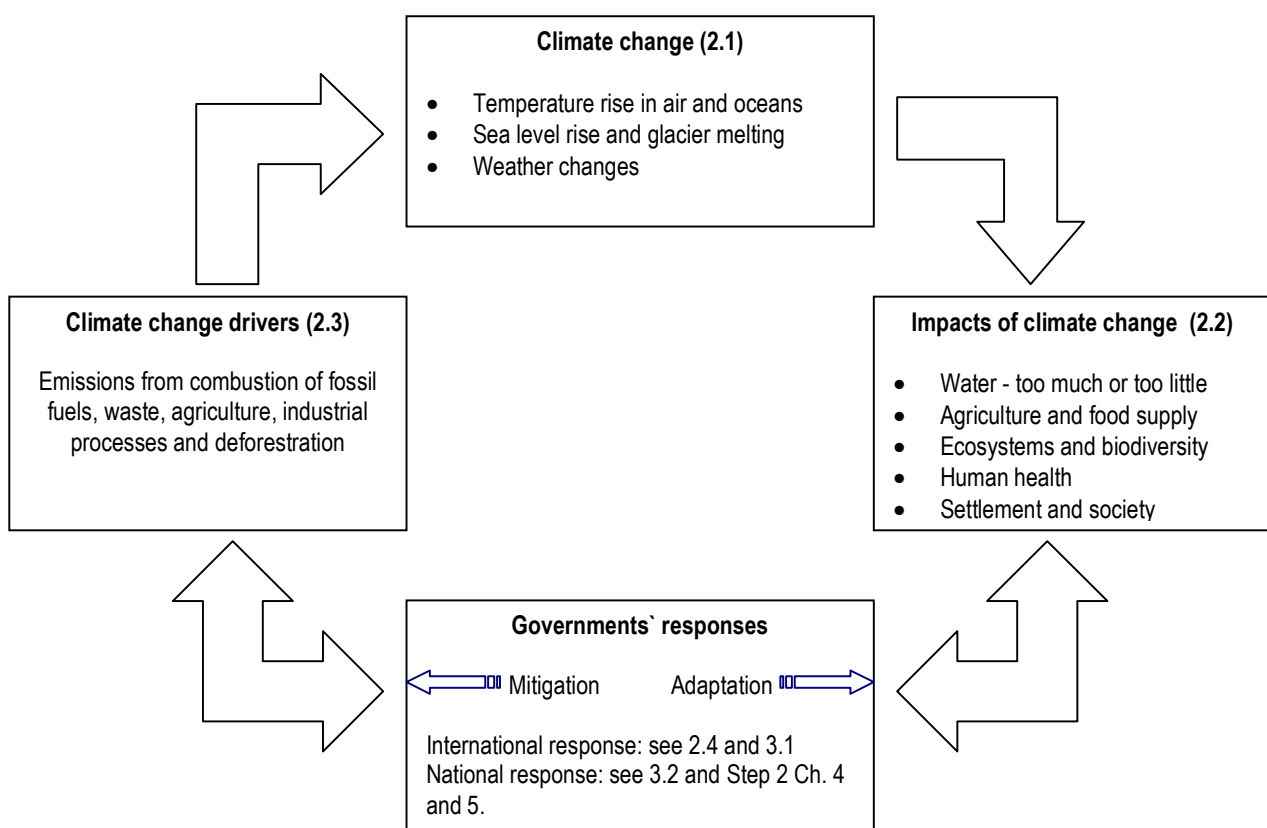 Climate change (2.1)
• Temperature rise in air and oceans
• Sea level rise and glacier melting
• Weather changes
Climate change drivers (2.3)
Emissions from combustion of fossil
fuels, waste, agriculture, industrial
processes and deforestration
Impacts of climate change (2.2)
• Water - too much or too little
• Agriculture and food supply
• Ecosystems and biodiversity
• Human health
• Settlement and society
Governments` responses
Mitigation Adaptation
International response: see 2.4 and 3.1
National response: see 3.2 and Step 2 Ch. 4
and 5.